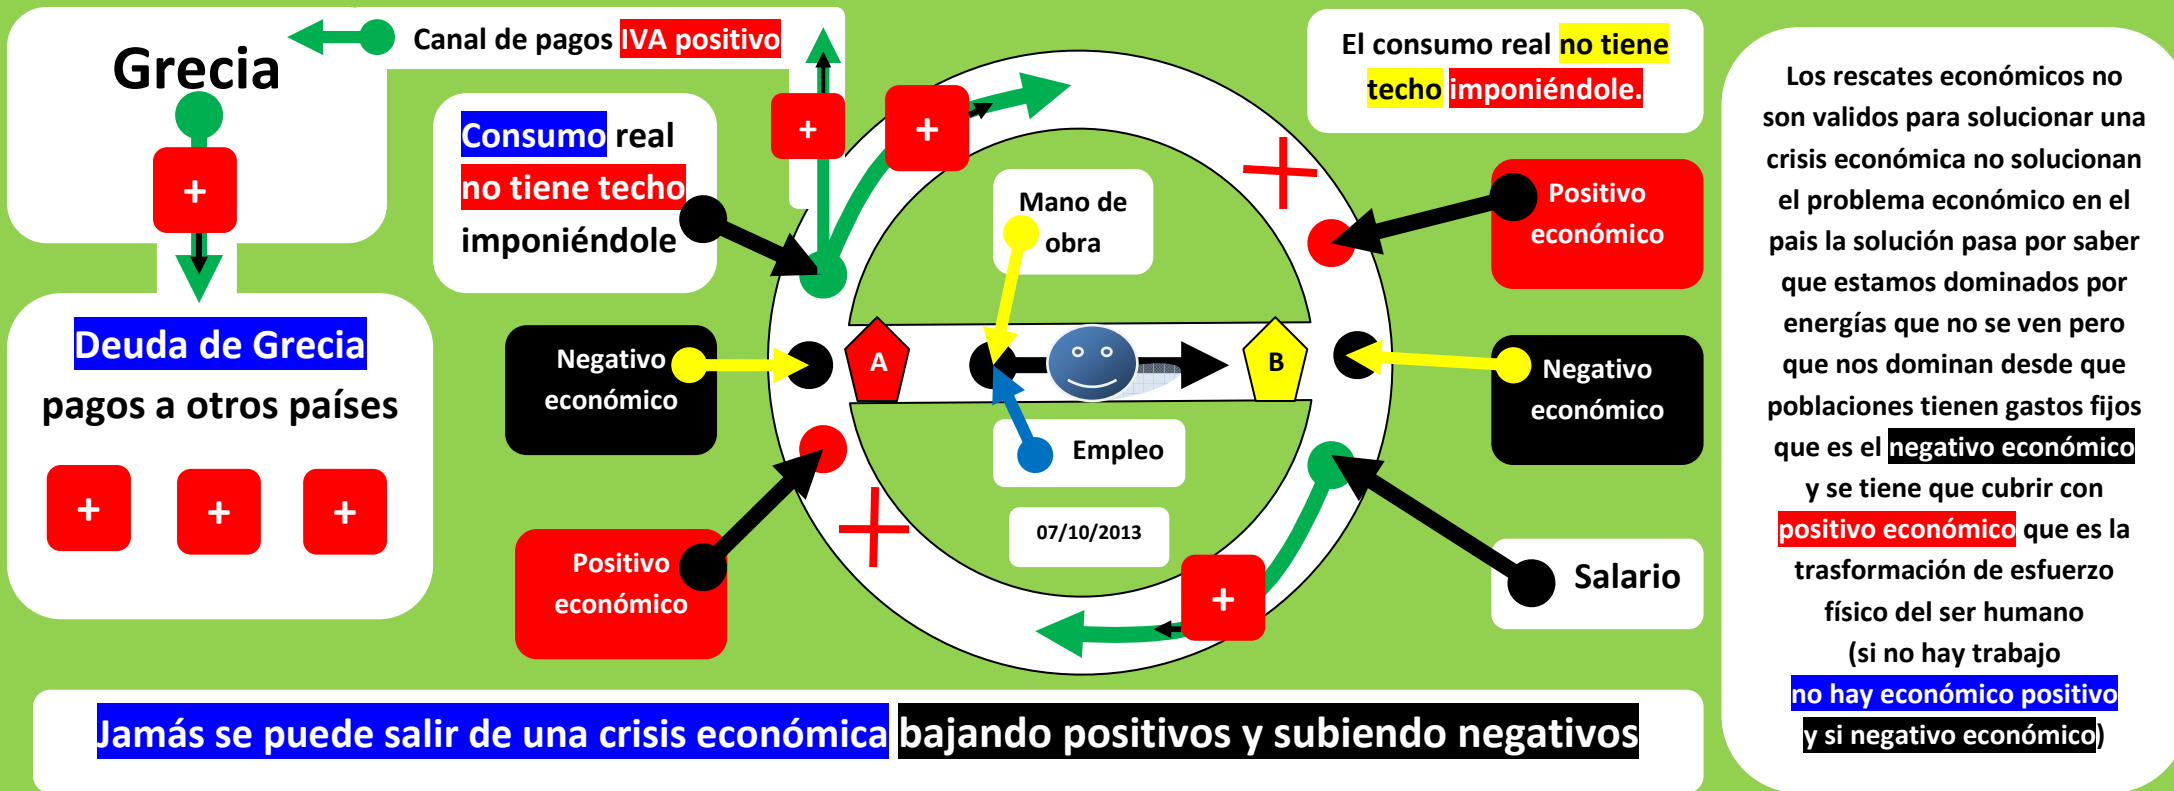 Grecia
Canal de pagos IVA positivo
+
Deuda de Grecia
pagos a otros países
+ + +
Consumo real
no tiene techo
imponiéndole
+
+
El consumo real no tiene
techo imponiéndole.
Mano de
obra
Positivo
económico
Negativo
económico
A
B
Negativo
económico
Empleo
07/10/2013
Positivo
económico
+
Salario
Los rescates económicos no
son validos para solucionar una
crisis económica no solucionan
el problema económico en el
pais la solución pasa por saber
que estamos dominados por
energías que no se ven pero
que nos dominan desde que
poblaciones tienen gastos fijos
que es el negativo económico
y se tiene que cubrir con
positivo económico que es la
trasformación de esfuerzo
físico del ser humano
(si no hay trabajo
no hay económico positivo
y si negativo económico)
Jamás se puede salir de una crisis económica bajando positivos y subiendo negativos